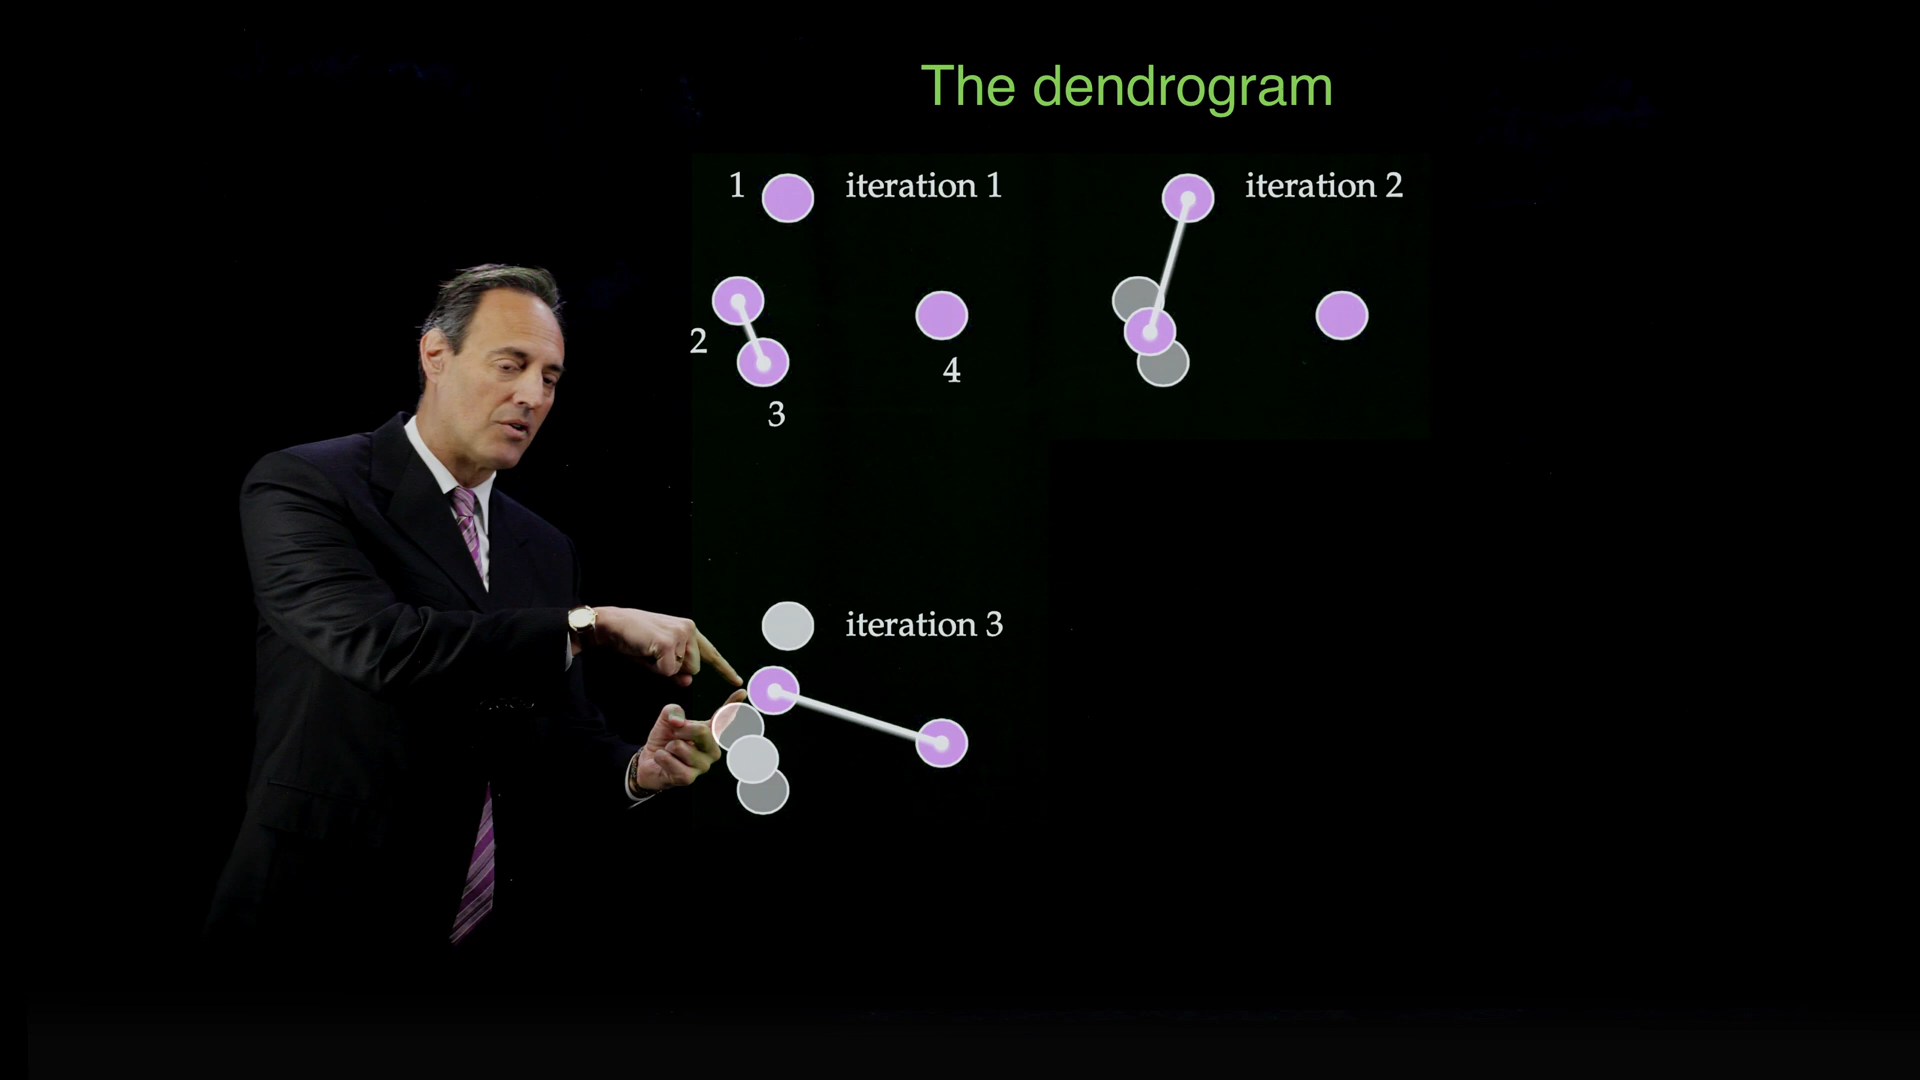 The dendrogram
1
iteration 1
iteration 2
2
4
3
iteration 3